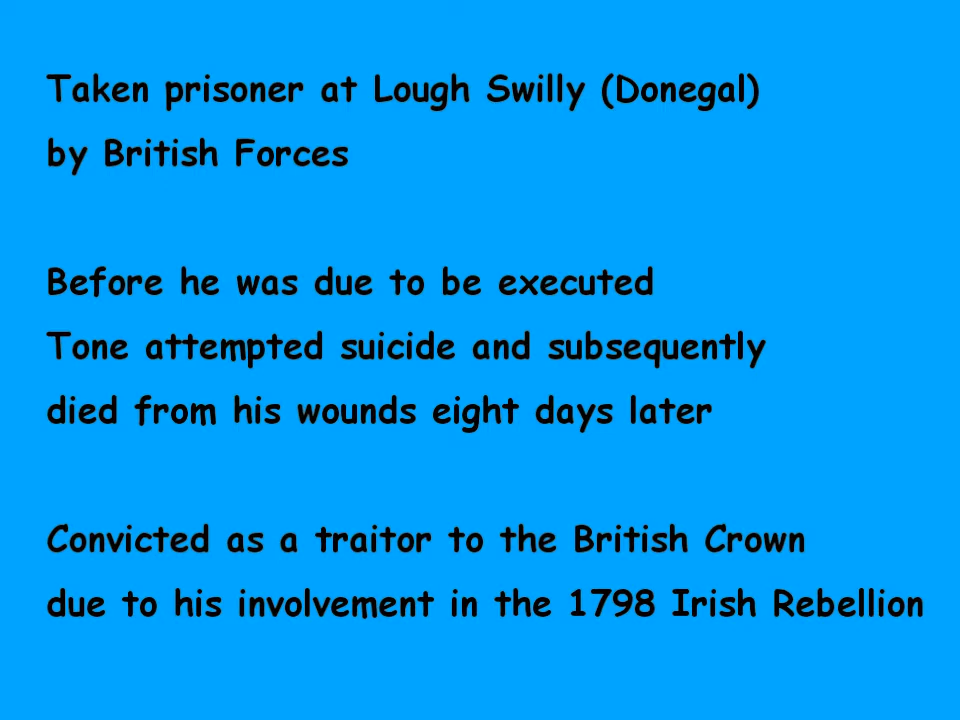 Taken prisoner at Lough Swilly (Donegal)
by British Forces
Before he was due to be executed
Tone attempted suicide and subsequently
died from his wounds eight days later
Convicted as a traitor to the British Crown
due to his involvement in the 1798 Irish Rebellion